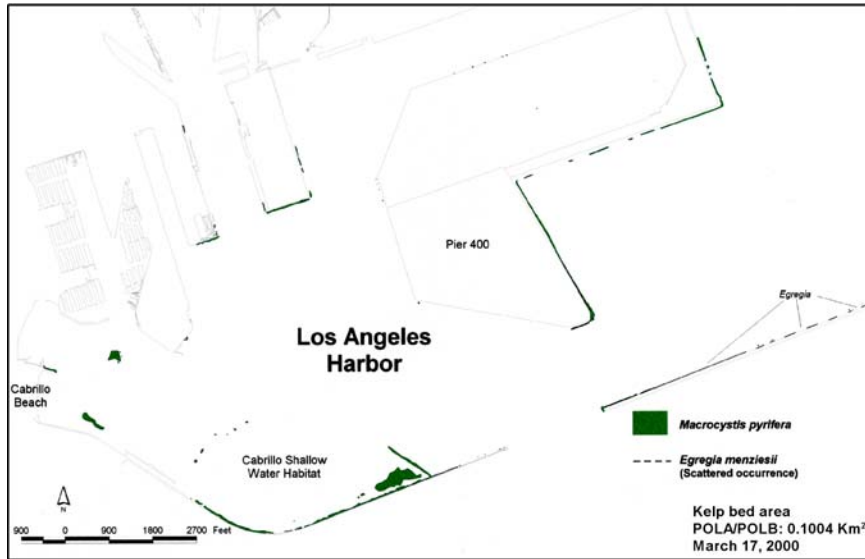 Egregia
Pier 400
Los Angeles
Harbor
Cabrillo
Beach
Macrocystis pyrifera
Cabrillo Shallow
Water Habitat
Egregia menziesii
(Scattered occurrence)
N
900 0 900 1800 2700 Feet
Kelp bed area
POLA/POLB: 0.1004 Km²
March 17, 2000